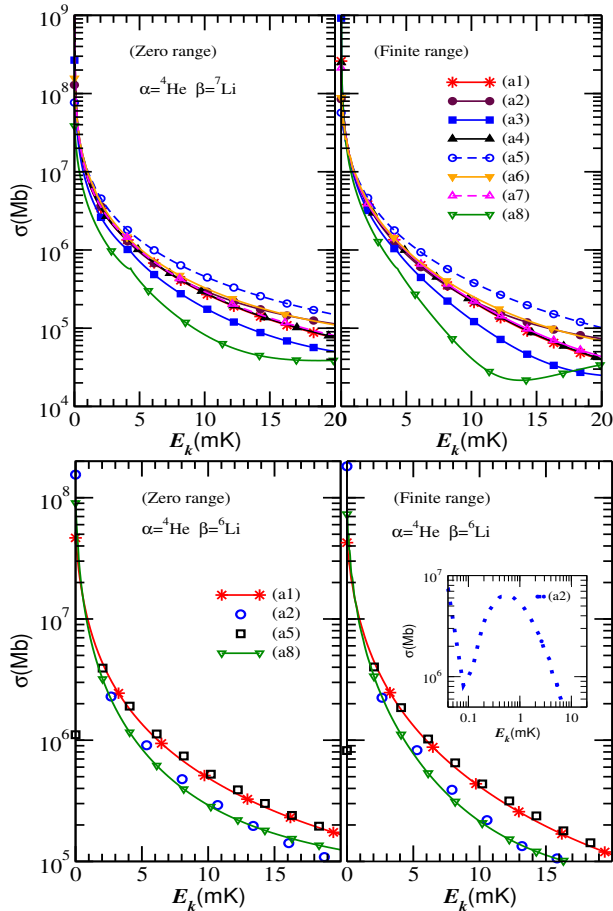 10⁹
10⁸
10⁷
10⁶
10⁵
10⁴
σ(Mb)
(Zero range)
α=⁴He β=⁷Li
0 5 10 15 20
E_k(mK)
(Finite range)
(a1)
(a2)
(a3)
(a4)
(a5)
(a6)
(a7)
(a8)
5 10 15 20
E_k(mK)
10⁸
10⁷
10⁶
10⁵
σ(Mb)
(Zero range)
α=⁴He β=⁶Li
(a1)
(a2)
(a5)
(a8)
0 5 10 15
E_k(mK)
(Finite range)
α=⁴He β=⁶Li
10⁷
10⁶
σ(Mb)
(a2)
0.1 1 10
E_k(mK)
0 5 10 15
E_k(mK)